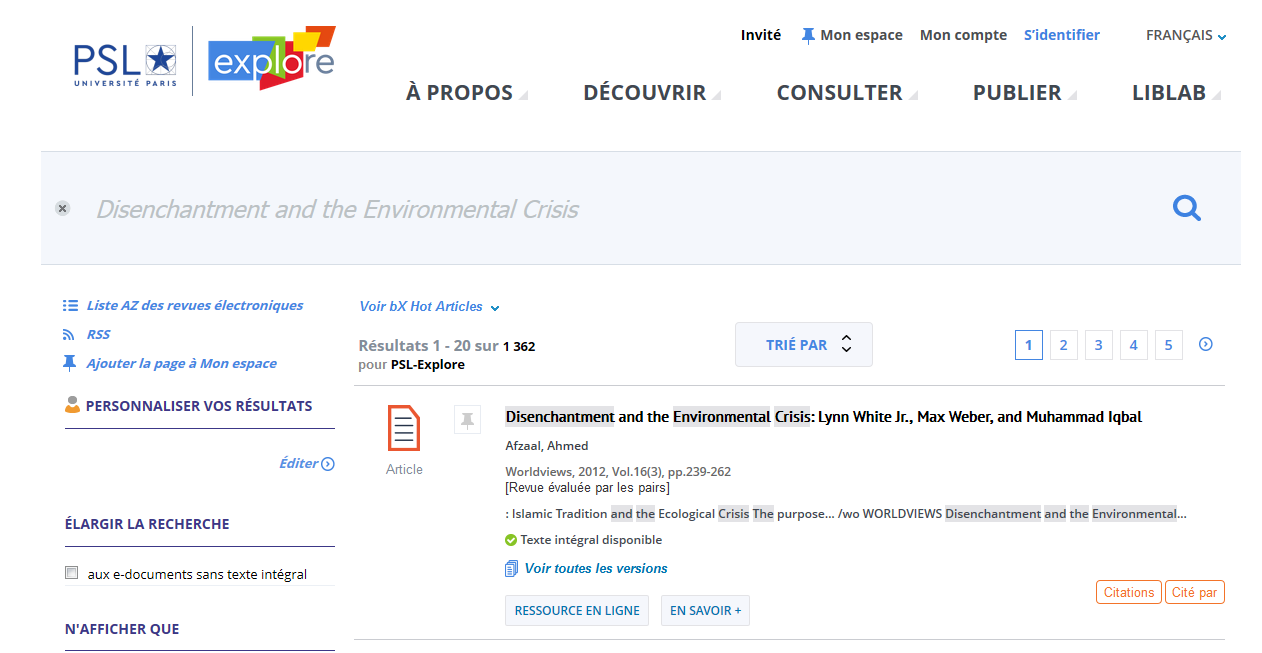 PSL
UNIVERSITÉ PARIS
explore
Invité
Mon espace
Mon compte
S'identifier
FRANÇAIS
À PROPOS
DÉCOUVRIR
CONSULTER
PUBLIER
LIBLAB
Disenchantment and the Environmental Crisis
Liste AZ des revues électroniques
RSS
Ajouter la page à Mon espace
PERSONNALISER VOS RÉSULTATS
Éditer
ÉLARGIR LA RECHERCHE
aux e-documents sans texte intégral
N'AFFICHER QUE
Voir bX Hot Articles
Résultats 1 - 20 sur 1 362
pour PSL-Explore
TRIÉ PAR
1 2 3 4 5
Article
Disenchantment and the Environmental Crisis: Lynn White Jr., Max Weber, and Muhammad Iqbal
Afzaal, Ahmed
Worldviews, 2012, Vol.16(3), pp.239-262
[Revue évaluée par les pairs]
: Islamic Tradition and the Ecological Crisis The purpose... /wo WORLDVIEWS Disenchantment and the Environmental...
Texte intégral disponible
Voir toutes les versions
RESSOURCE EN LIGNE
EN SAVOIR +
Citations
Cité par